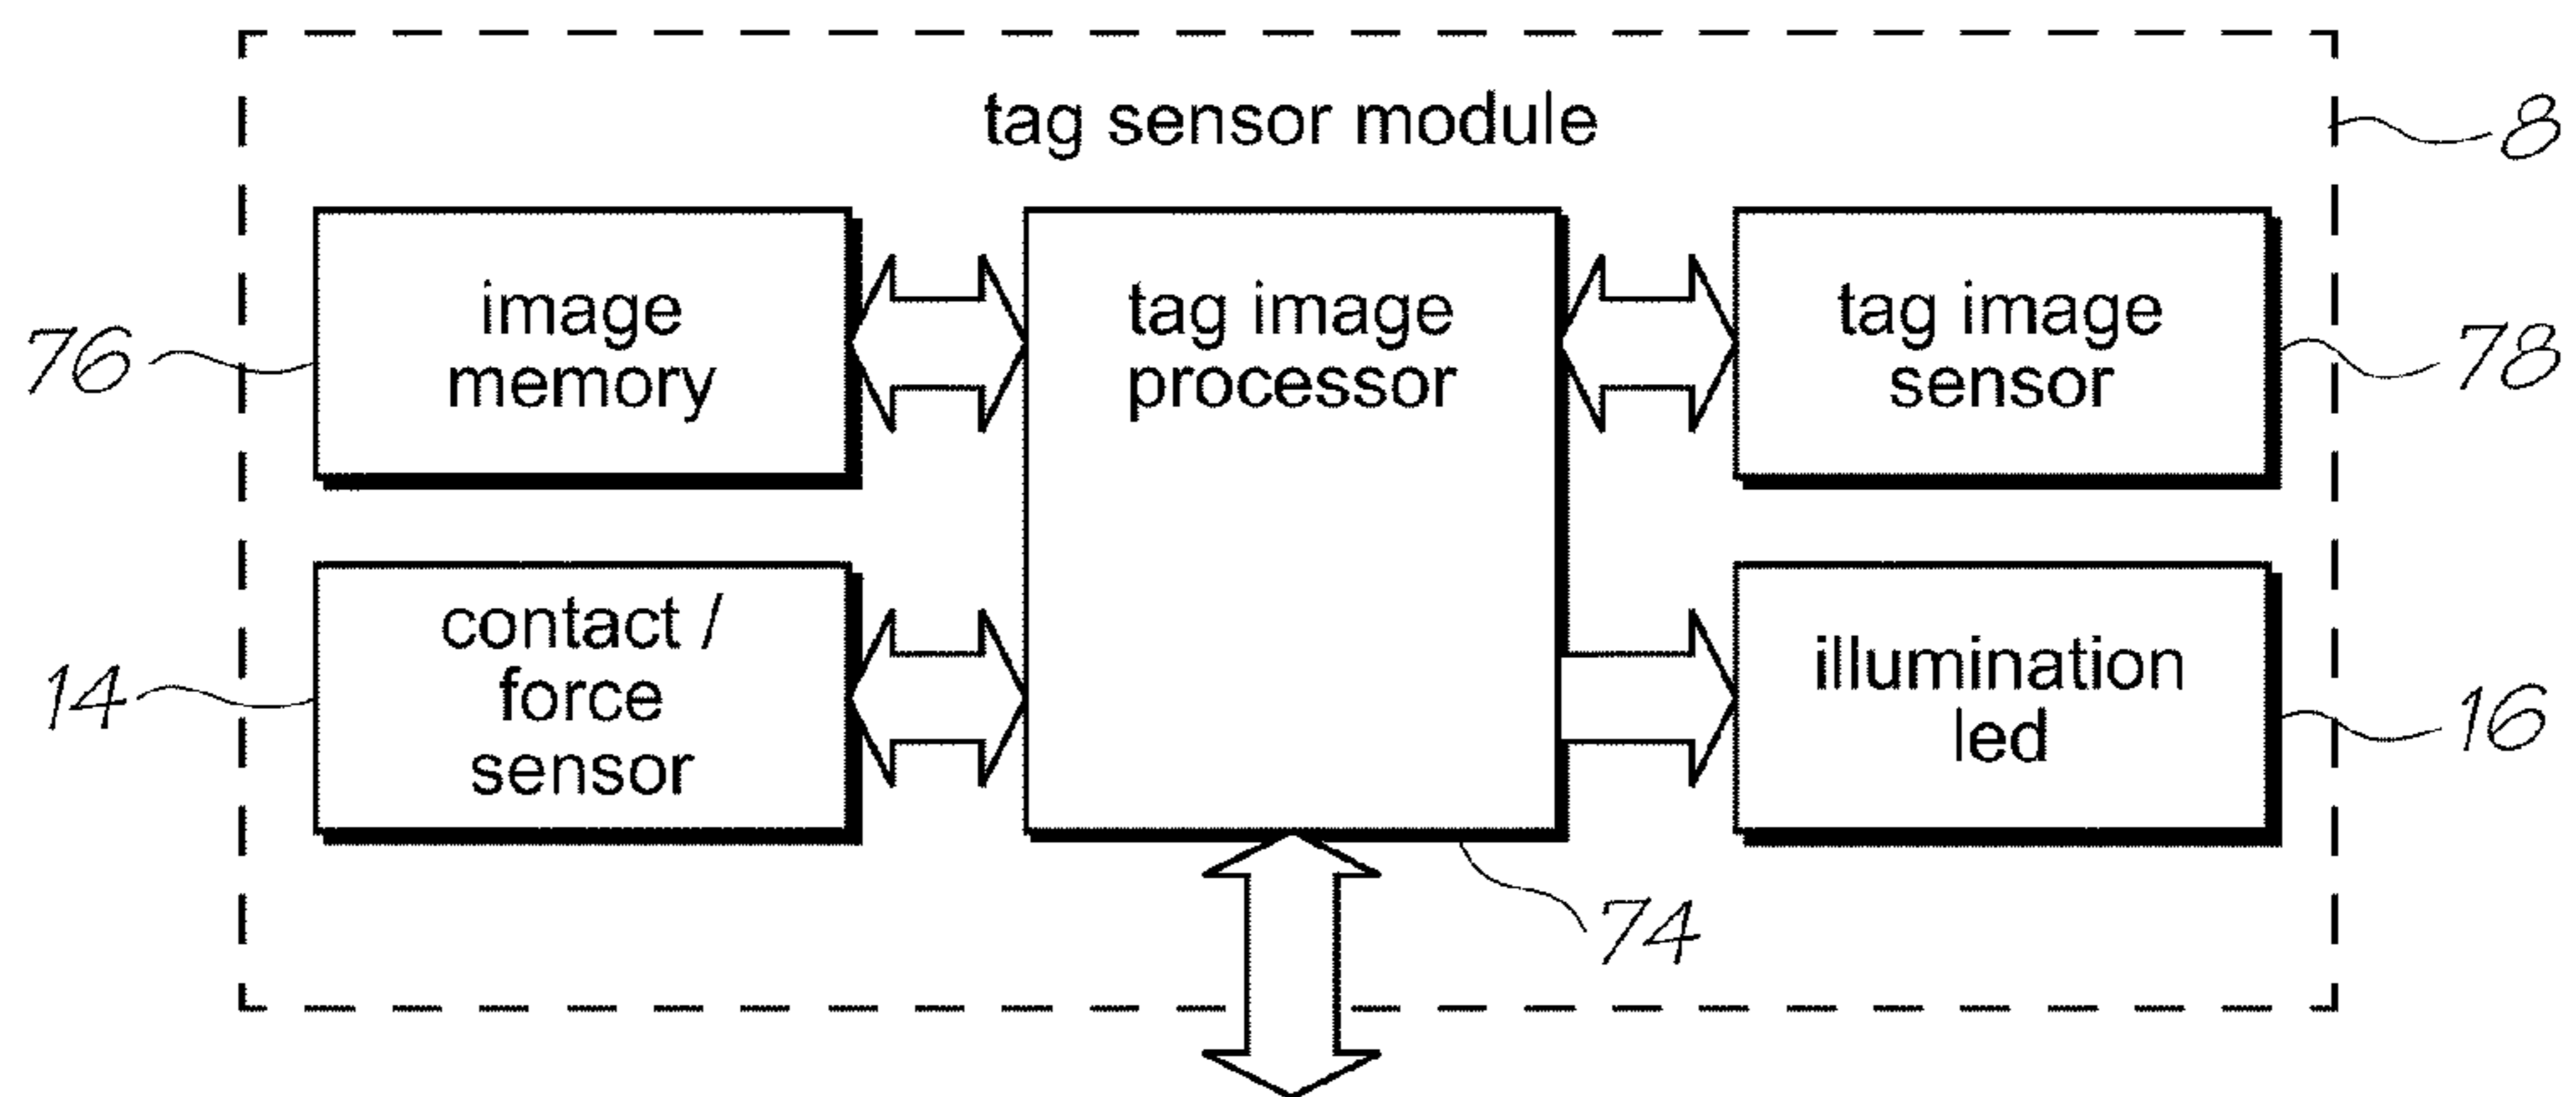 tag sensor module
8
image
memory
76
tag image
processor
tag image
sensor
78
contact /
force
sensor
14
illumination
led
16
74